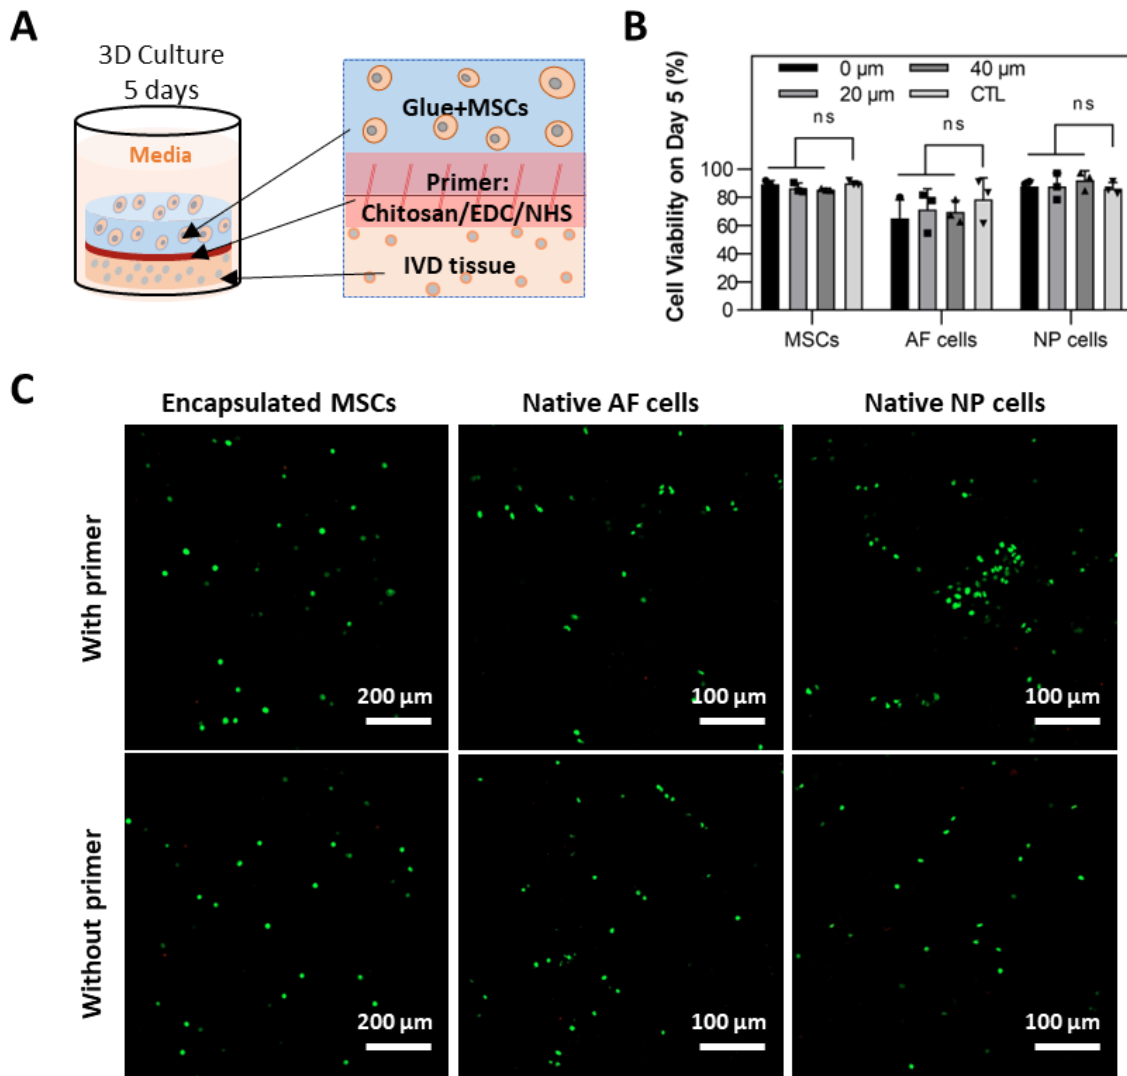 A
3D Culture
5 days
Media
Glue+MSCs
Primer:
Chitosan/EDC/NHS
IVD tissue
B
Cell Viability on Day 5 (%)
0 µm
40 µm
20 µm
CTL
ns
ns
ns
100
80
60
40
20
0
MSCs
AF cells
NP cells
C
Encapsulated MSCs
Native AF cells
Native NP cells
With primer
200 µm
100 µm
100 µm
Without primer
200 µm
100 µm
100 µm